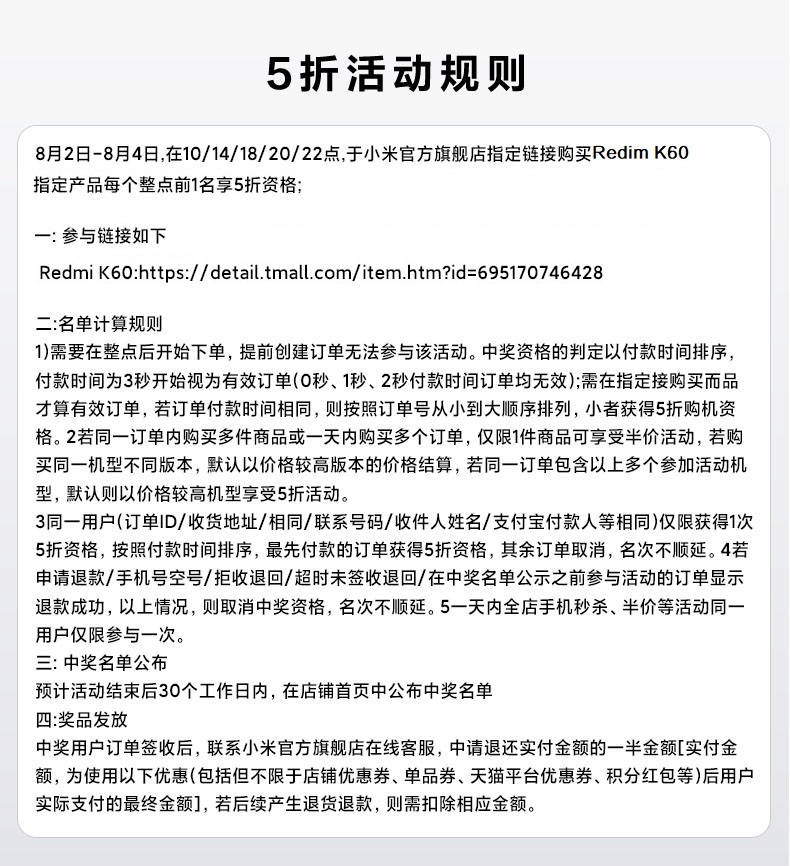 5折活动规则
8月2日-8月4日,在10/14/18/20/22点,于小米官方旗舰店指定链接购买Redim K60
指定产品每个整点前1名享5折资格;
一: 参与链接如下
Redmi K60:https://detail.tmall.com/item.htm?id=695170746428
二:名单计算规则
1)需要在整点后开始下单, 提前创建订单无法参与该活动。中奖资格的判定以付款时间排序,
付款时间为3秒开始视为有效订单(0秒、1秒、2秒付款时间订单均无效);需在指定接购买而品
才算有效订单, 若订单付款时间相同, 则按照订单号从小到大顺序排列, 小者获得5折购机资
格。2若同一订单内购买多件商品或一天内购买多个订单, 仅限1件商品可享受半价活动, 若购
买同一机型不同版本, 默认以价格较高版本的价格结算, 若同一订单包含以上多个参加活动机
型, 默认则以价格较高机型享受5折活动。
3同一用户(订单ID/收货地址/相同/联系号码/收件人姓名/支付宝付款人等相同)仅限获得1次
5折资格, 按照付款时间排序, 最先付款的订单获得5折资格, 其余订单取消, 名次不顺延。4若
申请退款/手机号空号/拒收退回/超时未签收退回/在中奖名单公示之前参与活动的订单显示
退款成功, 以上情况, 则取消中奖资格, 名次不顺延。5一天内全店手机秒杀、半价等活动同一
用户仅限参与一次。
三: 中奖名单公布
预计活动结束后30个工作日内, 在店铺首页中公布中奖名单
四:奖品发放
中奖用户订单签收后, 联系小米官方旗舰店在线客服, 中请退还实付金额的一半金额[实付金
额, 为使用以下优惠(包括但不限于店铺优惠券、单品券、天猫平台优惠券、积分红包等)后用户
实际支付的最终金额], 若后续产生退货退款, 则需扣除相应金额。